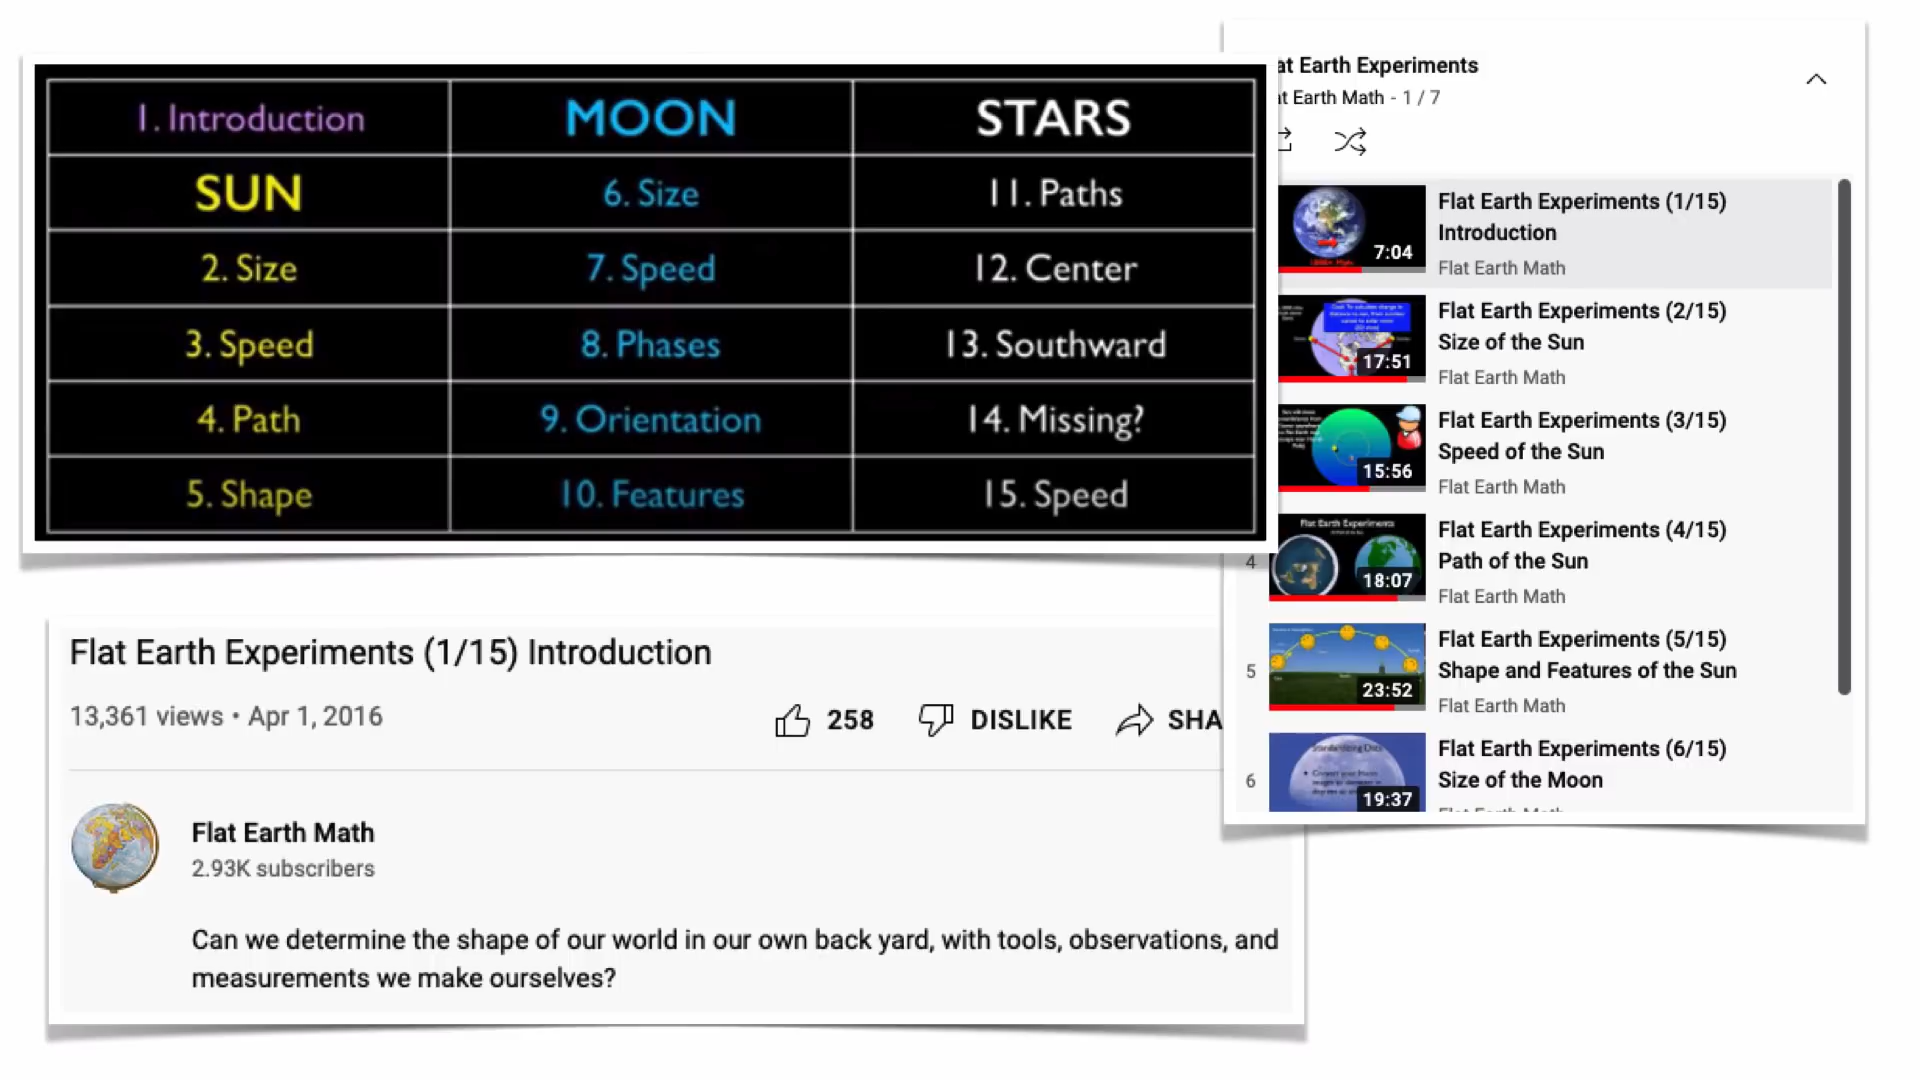 1. Introduction
MOON
STARS
SUN
6. Size
11. Paths
2. Size
7. Speed
12. Center
3. Speed
8. Phases
13. Southward
4. Path
9. Orientation
14. Missing?
5. Shape
10. Features
15. Speed
at Earth Experiments
at Earth Math - 1 / 7
7:04
Flat Earth Experiments (1/15)
Introduction
Flat Earth Math
17:51
Flat Earth Experiments (2/15)
Size of the Sun
Flat Earth Math
15:56
Flat Earth Experiments (3/15)
Speed of the Sun
Flat Earth Math
4
Flat Earth Experiments
18:07
Flat Earth Experiments (4/15)
Path of the Sun
Flat Earth Math
5
23:52
Flat Earth Experiments (5/15)
Shape and Features of the Sun
Flat Earth Math
6
Standardizing Data
19:37
Flat Earth Experiments (6/15)
Size of the Moon
Flat Earth Experiments (1/15) Introduction
13,361 views • Apr 1, 2016
258
DISLIKE
SHA
Flat Earth Math
2.93K subscribers
Can we determine the shape of our world in our own back yard, with tools, observations, and
measurements we make ourselves?